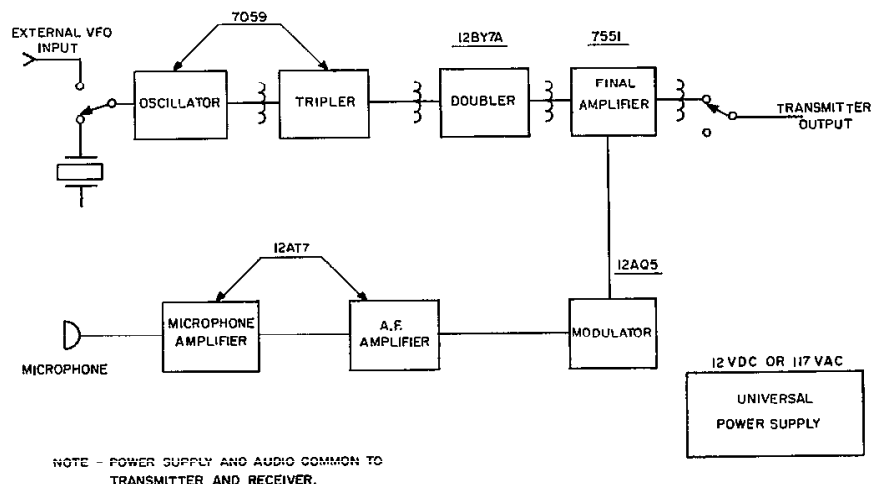 7059
EXTERNAL VFO
INPUT
12BY7A
7551
OSCILLATOR
TRIPLER
DOUBLER
FINAL
AMPLIFIER
TRANSMITTER
OUTPUT
12AT7
12AQ5
MICROPHONE
AMPLIFIER
A.F.
AMPLIFIER
MODULATOR
MICROPHONE
12 VDC OR 117 VAC
UNIVERSAL
POWER SUPPLY
NOTE - POWER SUPPLY AND AUDIO COMMON TO
TRANSMITTER AND RECEIVER.